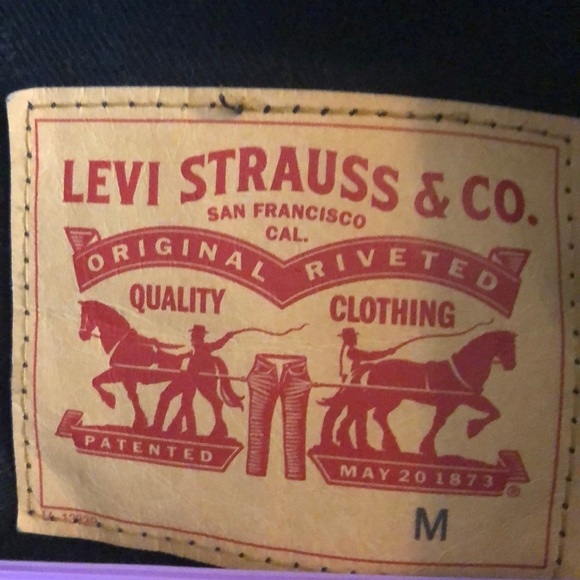 LEVI STRAUSS & CO.
SAN FRANCISCO
CAL.
ORIGINAL RIVETED
QUALITY CLOTHING
PATENTED
MAY 20 1873
®
M